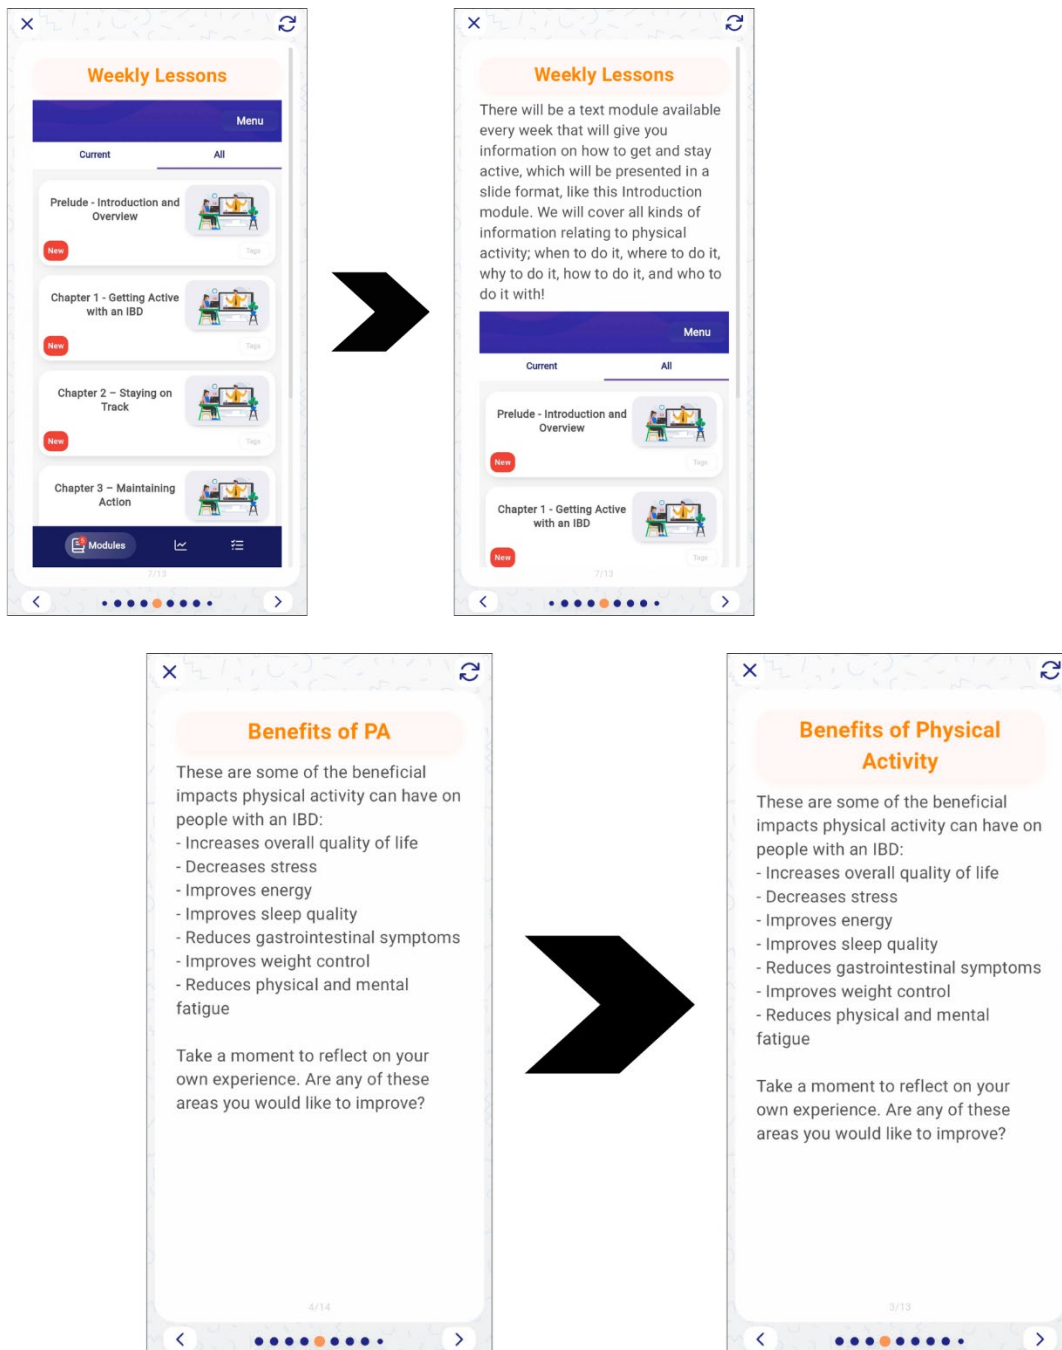 Weekly Lessons
Menu
Current All
Prelude - Introduction and
Overview
New Tags
Chapter 1 - Getting Active
with an IBD
New Tags
Chapter 2 – Staying on
Track
New Tags
Chapter 3 – Maintaining
Action
Modules
7/13
Weekly Lessons
There will be a text module available
every week that will give you
information on how to get and stay
active, which will be presented in a
slide format, like this Introduction
module. We will cover all kinds of
information relating to physical
activity; when to do it, where to do it,
why to do it, how to do it, and who to
do it with!
Menu
Current All
Prelude - Introduction and
Overview
New Tags
Chapter 1 - Getting Active
with an IBD
New Tags
7/13
Benefits of PA
These are some of the beneficial
impacts physical activity can have on
people with an IBD:
- Increases overall quality of life
- Decreases stress
- Improves energy
- Improves sleep quality
- Reduces gastrointestinal symptoms
- Improves weight control
- Reduces physical and mental
fatigue
Take a moment to reflect on your
own experience. Are any of these
areas you would like to improve?
4/14
Benefits of Physical
Activity
These are some of the beneficial
impacts physical activity can have on
people with an IBD:
- Increases overall quality of life
- Decreases stress
- Improves energy
- Improves sleep quality
- Reduces gastrointestinal symptoms
- Improves weight control
- Reduces physical and mental
fatigue
Take a moment to reflect on your
own experience. Are any of these
areas you would like to improve?
3/13